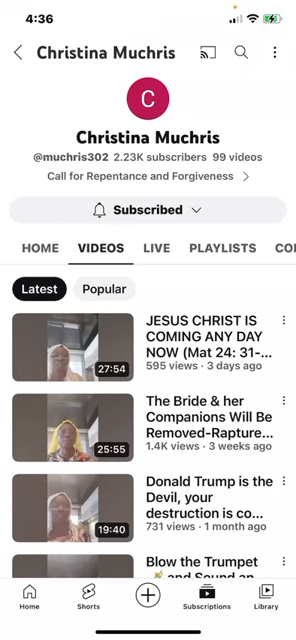 4:36
Christina Muchris
C
Christina Muchris
@muchris302 2.23K subscribers 99 videos
Call for Repentance and Forgiveness
Subscribed
HOME VIDEOS LIVE PLAYLISTS CO
Latest Popular
JESUS CHRIST IS
COMING ANY DAY
NOW (Mat 24: 31-...
27:54
595 views · 3 days ago
The Bride & her
Companions Will Be
Removed-Rapture...
25:55
1.4K views · 3 weeks ago
Donald Trump is the
Devil, your
destruction is co...
19:40
731 views · 1 month ago
Blow the Trumpet
and Sound an
Home Shorts Subscriptions Library